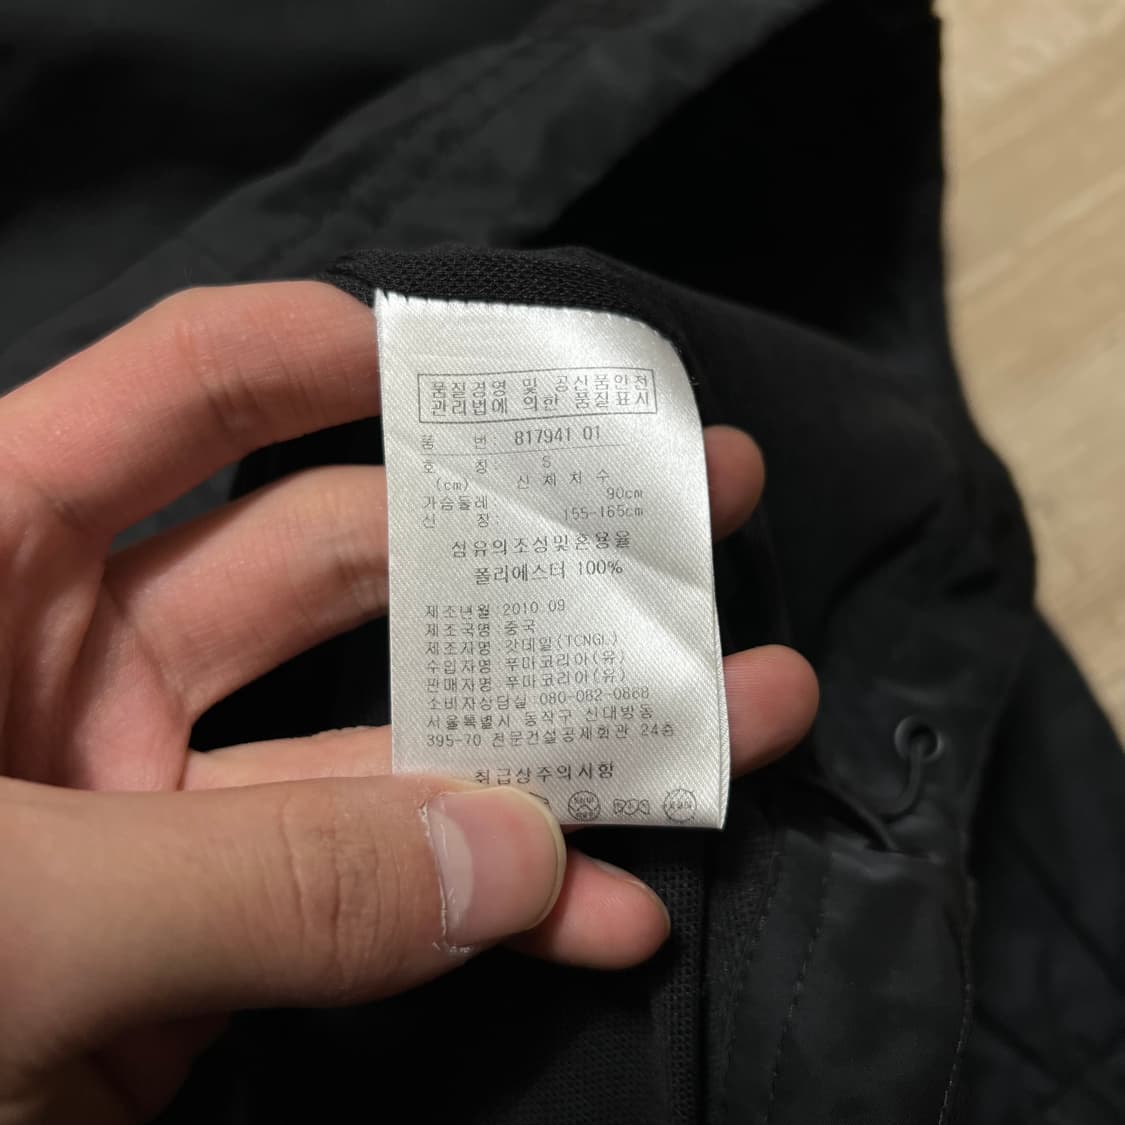 품질경영 및 공산품안전
관리법에 의한 품질표시
품 번: 817941 01
호 칭: S
(cm) 신 체 치 수
가슴둘레 90cm
신 장: 155-165cm
섬유의조성및혼용율
폴리에스터 100%
제조년월:2010.09
제조국명:중국
제조자명: 갓데일(TCNGL)
수입자명: 푸마코리아(유)
판매자명: 푸마코리아(유)
소비자상담실:080-082-0868
서울특별시 동작구 신대방동
395-70 전문건설공제회관 24층
취급상주의사항